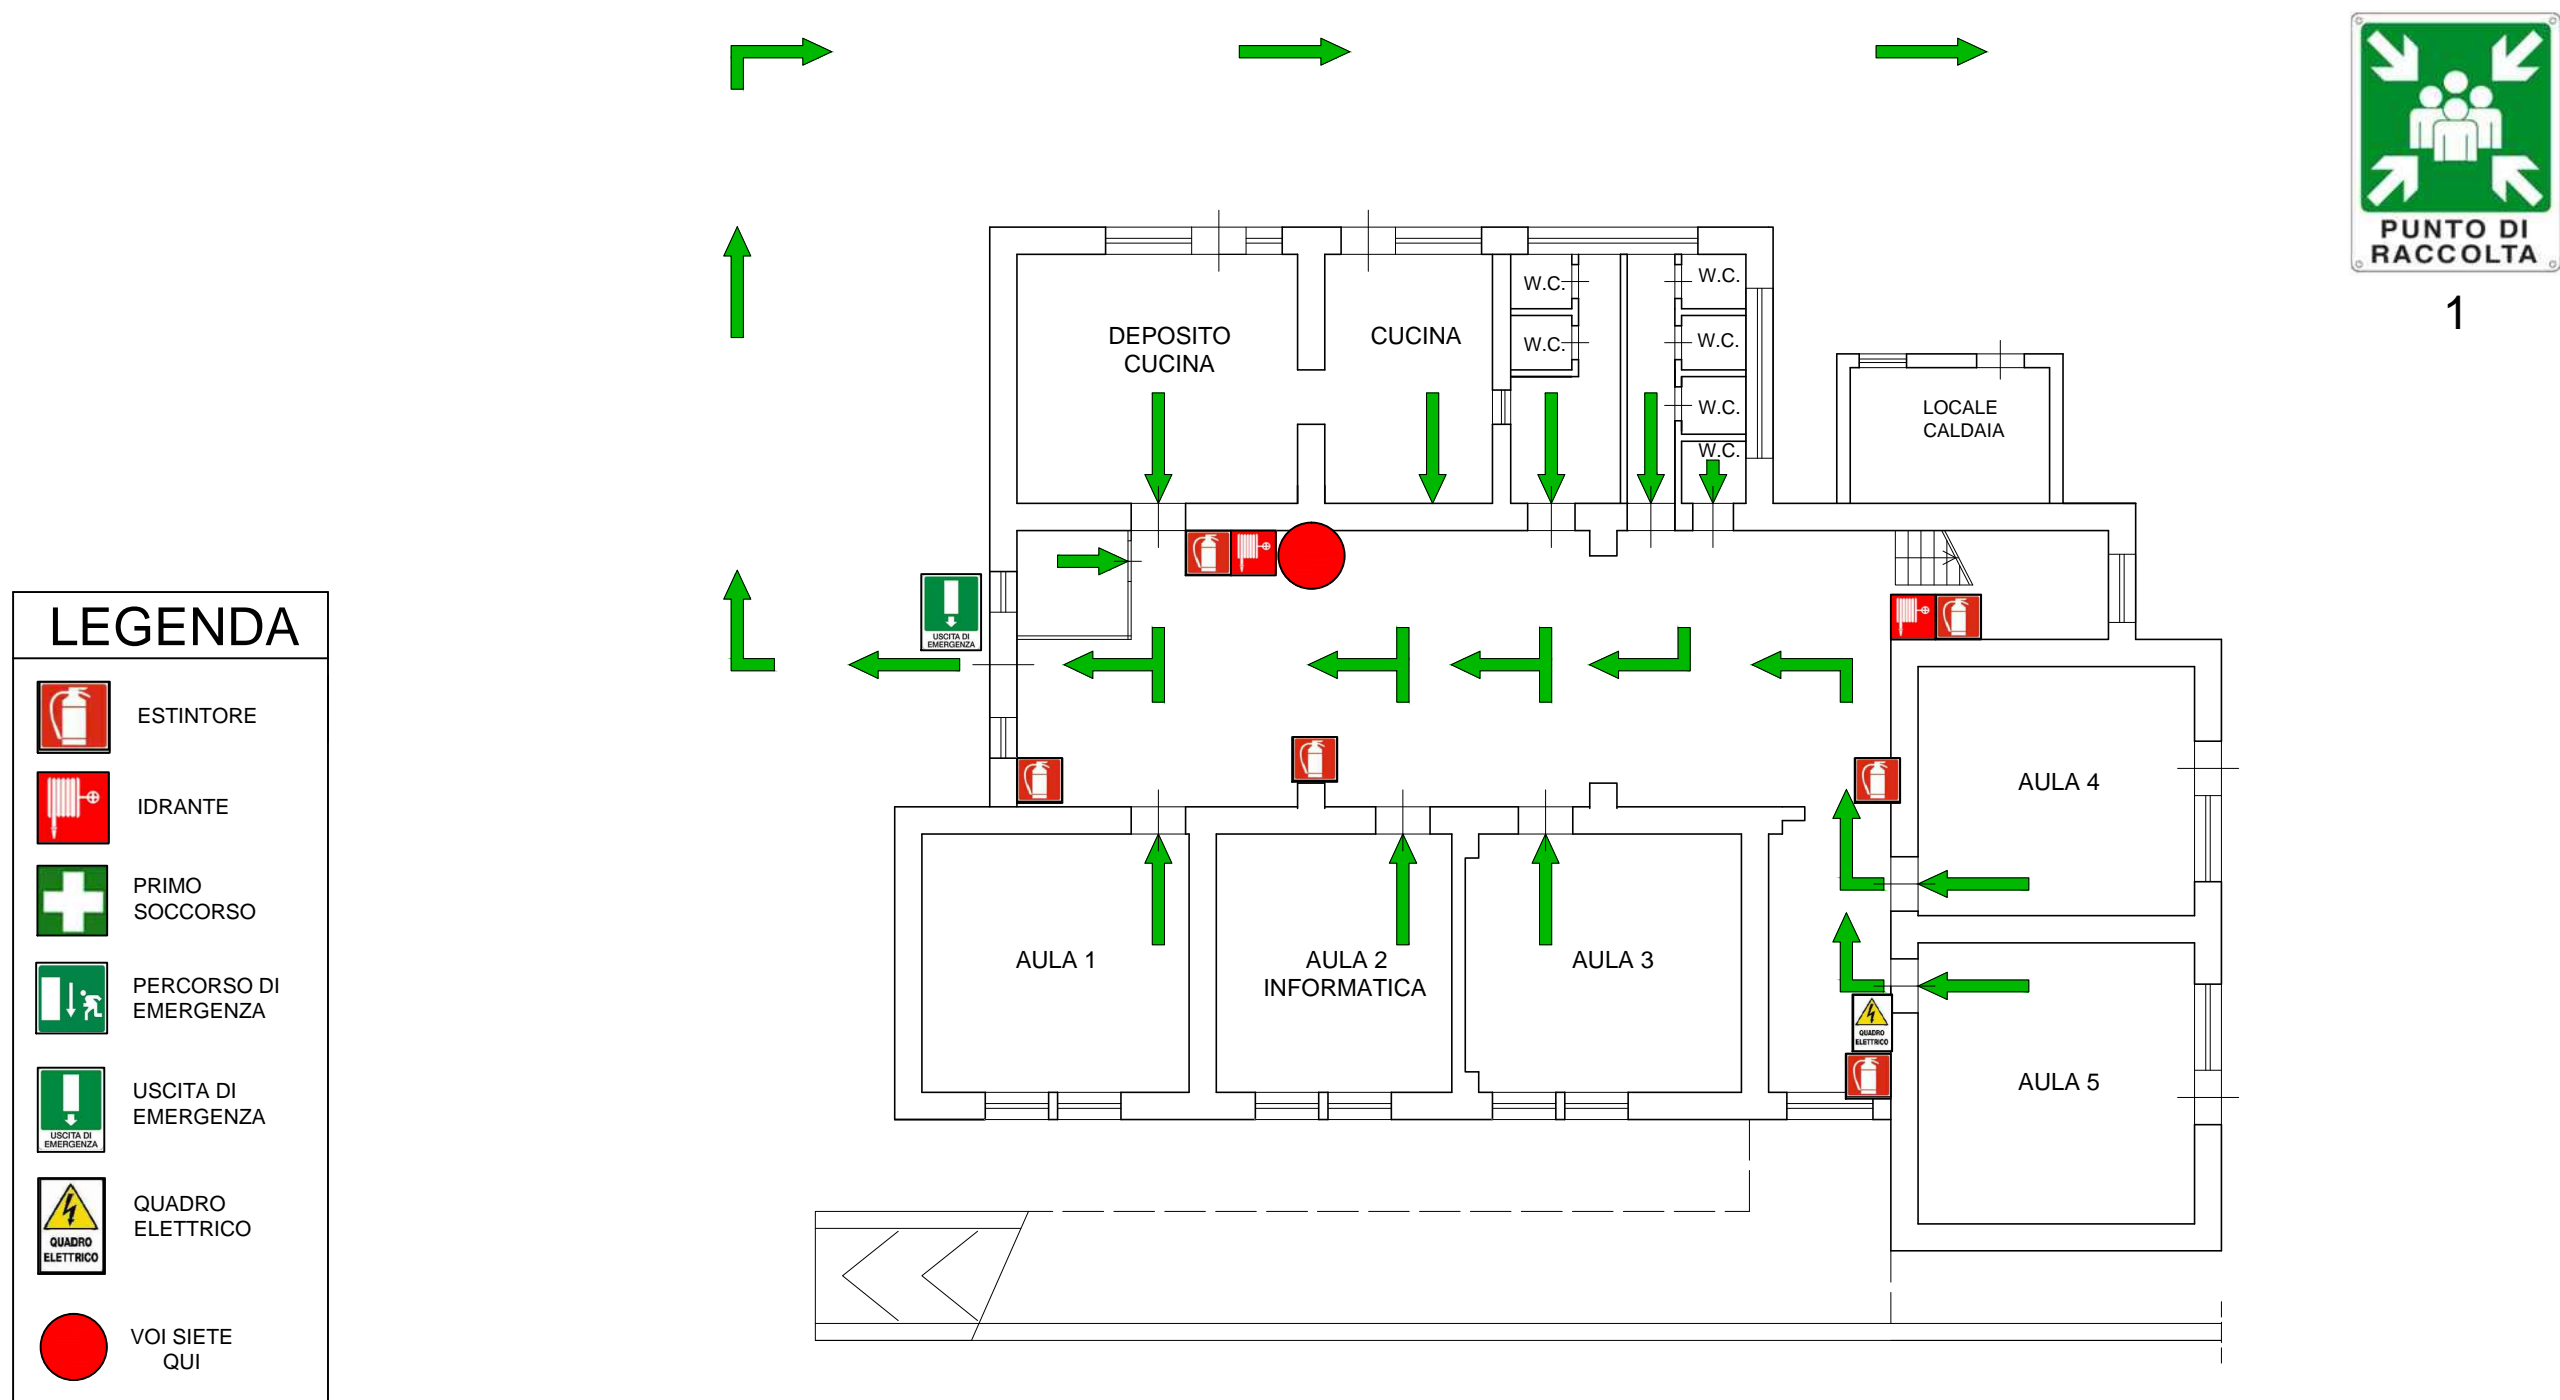 PUNTO DI
RACCOLTA
1
W.C.
W.C.
W.C.
W.C.
W.C.
W.C.
DEPOSITO
CUCINA
CUCINA
LOCALE
CALDAIA
USCITA DI
EMERGENZA
AULA 4
AULA 1
AULA 2
INFORMATICA
AULA 3
QUADRO
ELETTRICO
AULA 5
LEGENDA
ESTINTORE
IDRANTE
PRIMO
SOCCORSO
PERCORSO DI
EMERGENZA
USCITA DI
EMERGENZA
USCITA DI
EMERGENZA
QUADRO
ELETTRICO
QUADRO
ELETTRICO
VOI SIETE
QUI